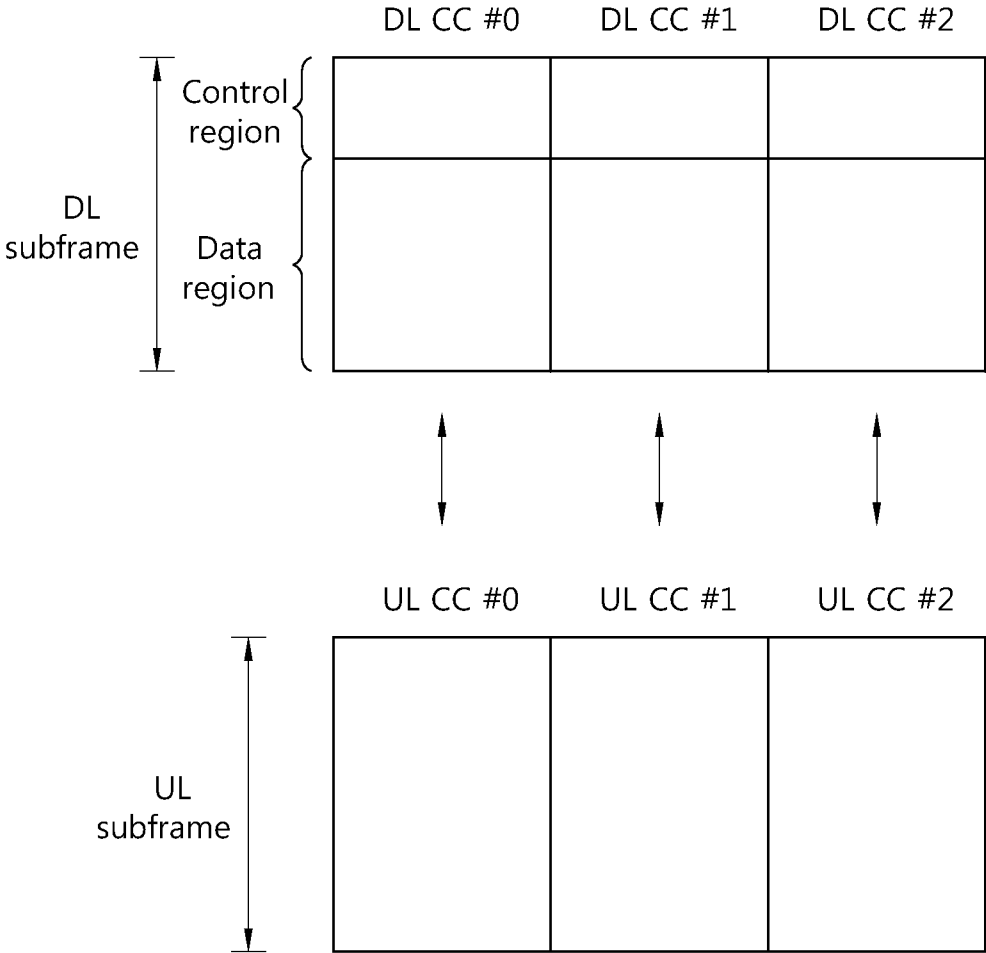 DL CC #0 DL CC #1 DL CC #2
Control
region
DL
subframe
Data
region
UL CC #0 UL CC #1 UL CC #2
UL
subframe